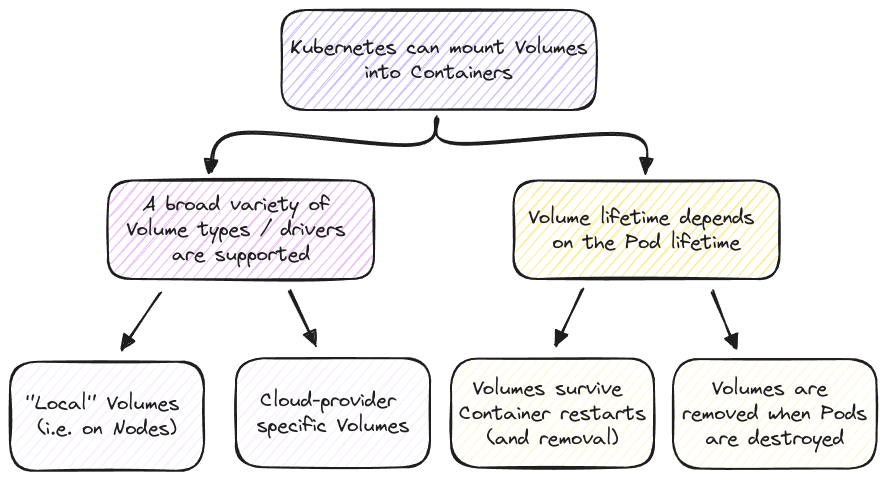 Kubernetes can mount Volumes
into Containers
A broad variety of
Volume types / drivers
are supported
Volume lifetime depends
on the Pod lifetime
"Local" Volumes
(i.e. on Nodes)
Cloud-provider
specific Volumes
Volumes survive
Container restarts
(and removal)
Volumes are
removed when Pods
are destroyed